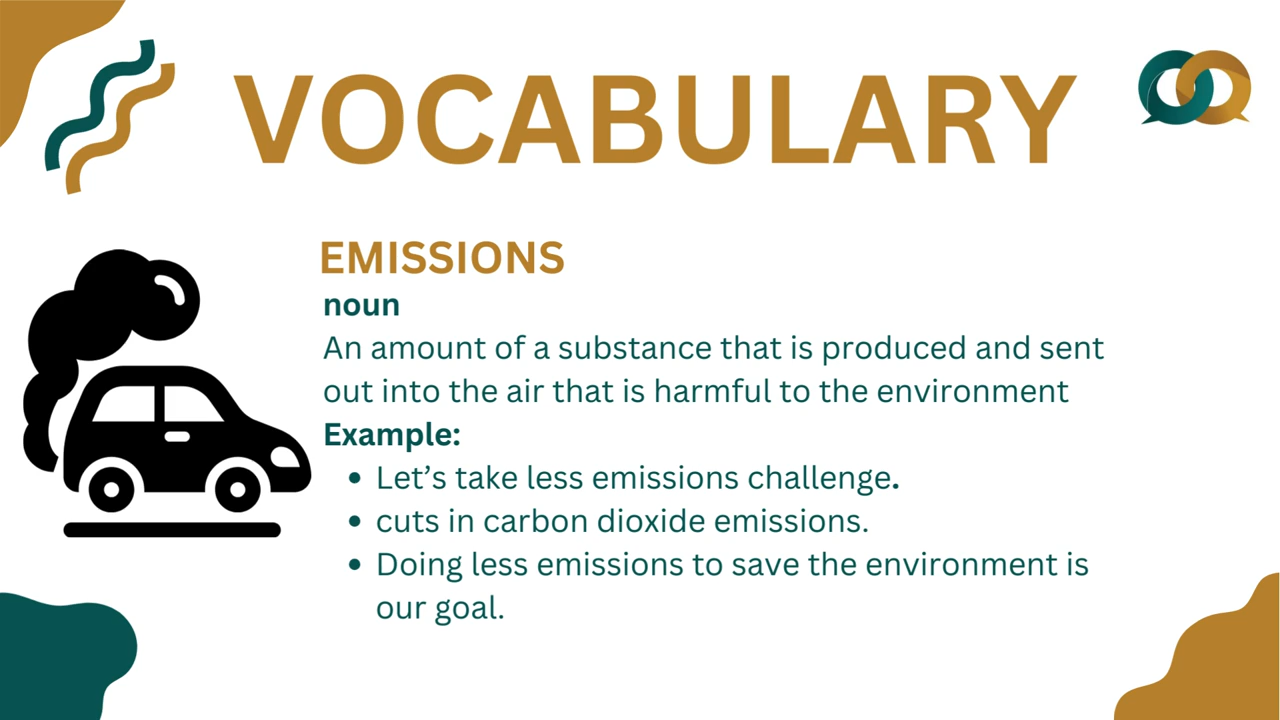 VOCABULARY
EMISSIONS
noun
An amount of a substance that is produced and sent
out into the air that is harmful to the environment
Example:
• Let’s take less emissions challenge.
• cuts in carbon dioxide emissions.
• Doing less emissions to save the environment is
our goal.